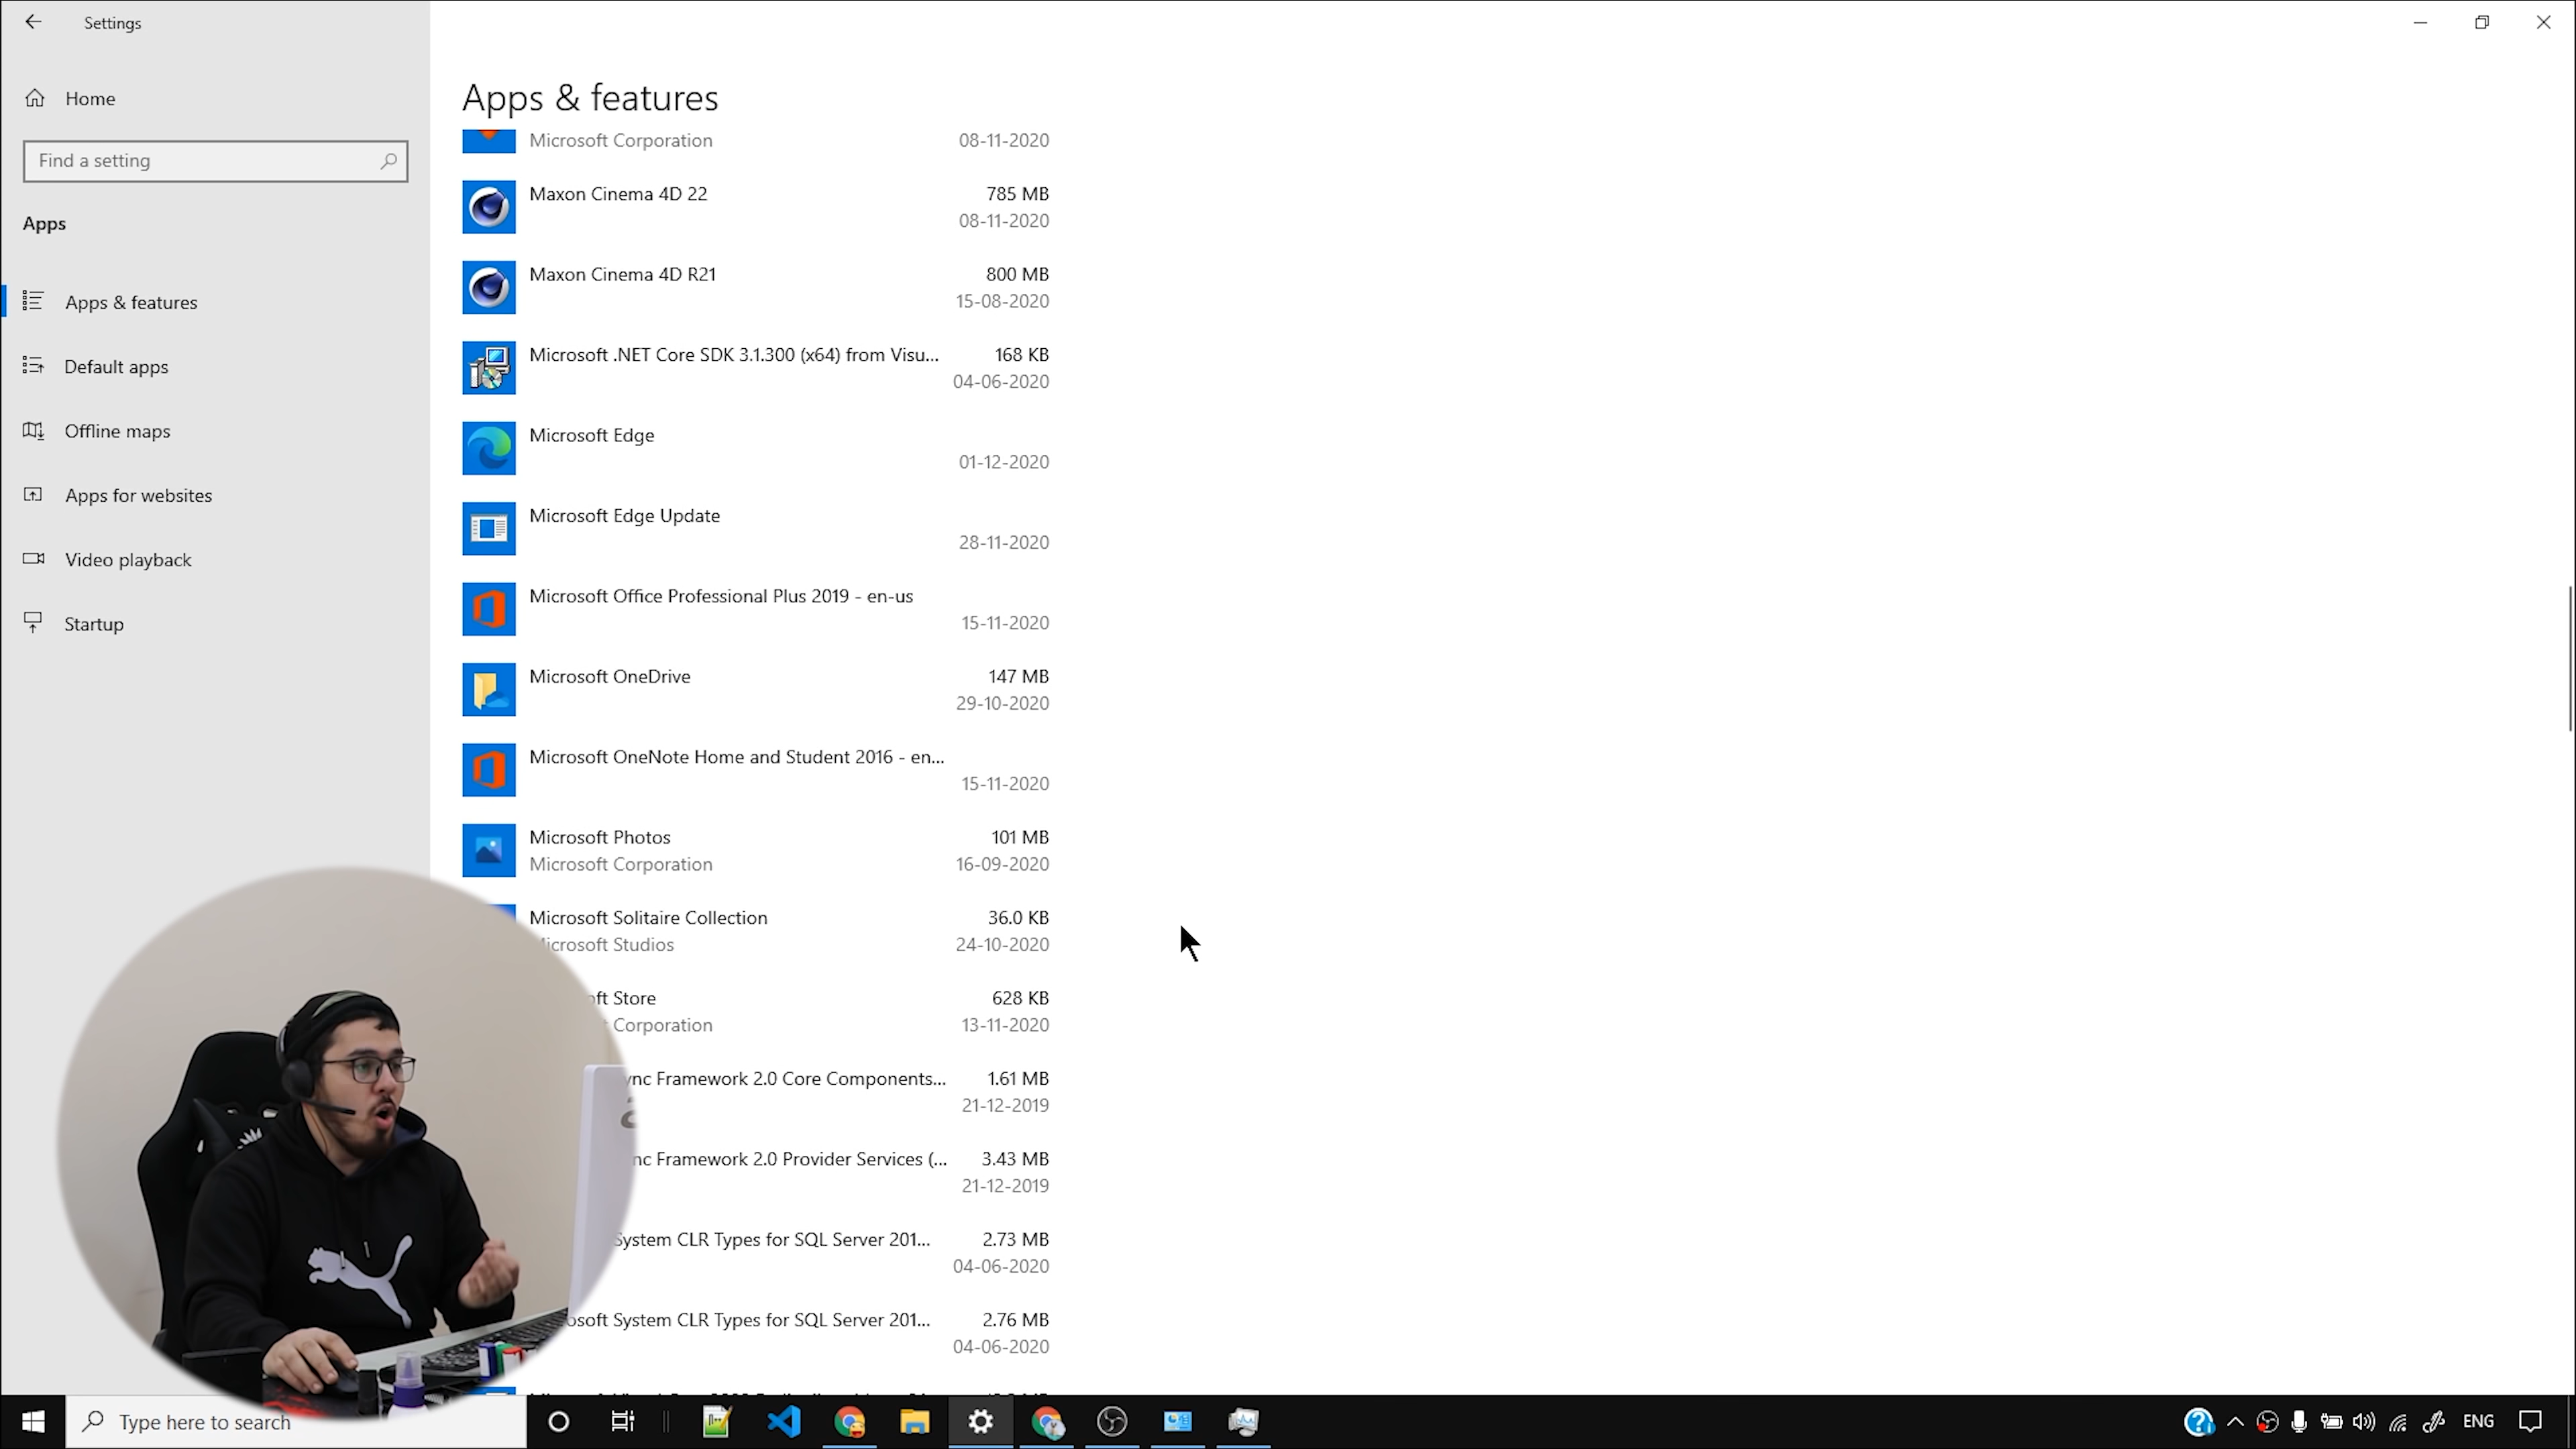 Settings
Home
Find a setting
Apps
Apps & features
Default apps
Offline maps
Apps for websites
Video playback
Startup
Apps & features
Microsoft Corporation 08-11-2020
Maxon Cinema 4D 22 785 MB
08-11-2020
Maxon Cinema 4D R21 800 MB
15-08-2020
Microsoft .NET Core SDK 3.1.300 (x64) from Visu... 168 KB
04-06-2020
Microsoft Edge
01-12-2020
Microsoft Edge Update
28-11-2020
Microsoft Office Professional Plus 2019 - en-us
15-11-2020
Microsoft OneDrive 147 MB
29-10-2020
Microsoft OneNote Home and Student 2016 - en...
15-11-2020
Microsoft Photos 101 MB
Microsoft Corporation 16-09-2020
Microsoft Solitaire Collection 36.0 KB
icrosoft Studios 24-10-2020
ft Store 628 KB
Corporation 13-11-2020
ync Framework 2.0 Core Components... 1.61 MB
21-12-2019
nc Framework 2.0 Provider Services (... 3.43 MB
21-12-2019
System CLR Types for SQL Server 201... 2.73 MB
04-06-2020
osoft System CLR Types for SQL Server 201... 2.76 MB
04-06-2020
Type here to search
ENG